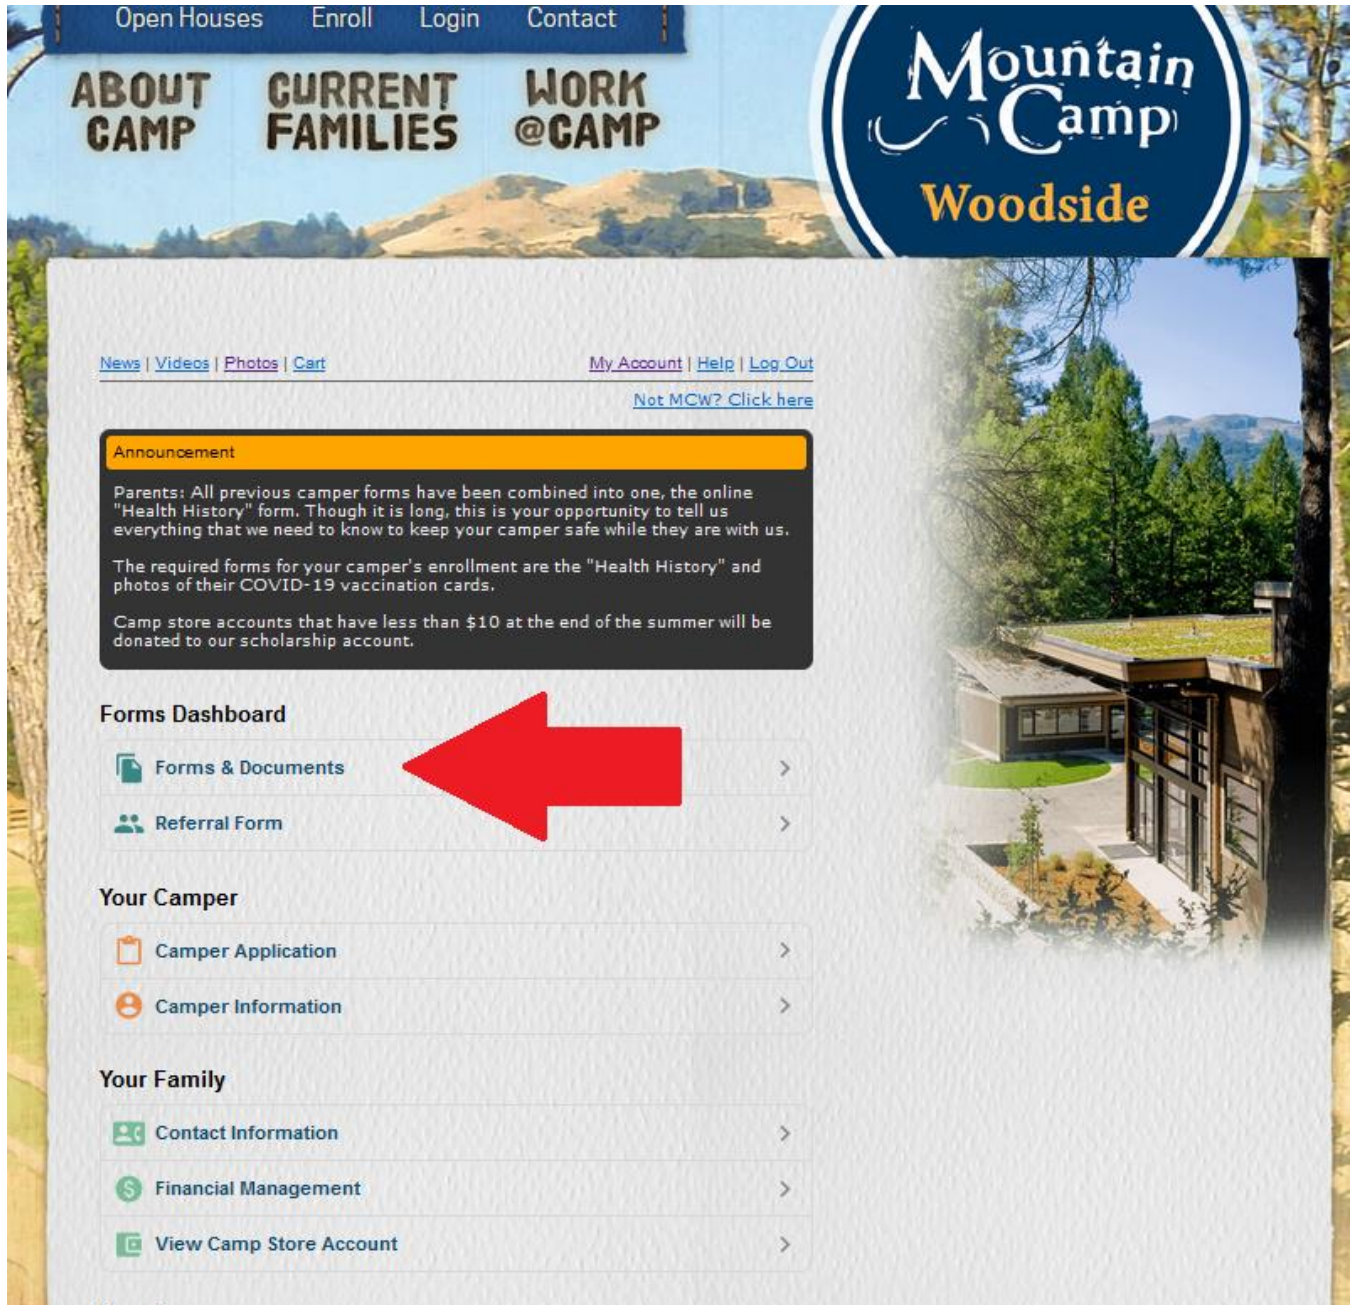 Open Houses Enroll Login Contact
ABOUT CAMP
CURRENT FAMILIES
WORK @CAMP
Mountain
Camp
Woodside
News | Videos | Photos | Cart
My Account | Help | Log Out
Not MCW? Click here
Announcement
Parents: All previous camper forms have been combined into one, the online
"Health History" form. Though it is long, this is your opportunity to tell us
everything that we need to know to keep your camper safe while they are with us.
The required forms for your camper's enrollment are the "Health History" and
photos of their COVID-19 vaccination cards.
Camp store accounts that have less than $10 at the end of the summer will be
donated to our scholarship account.
Forms Dashboard
Forms & Documents
Referral Form
Your Camper
Camper Application
Camper Information
Your Family
Contact Information
Financial Management
View Camp Store Account